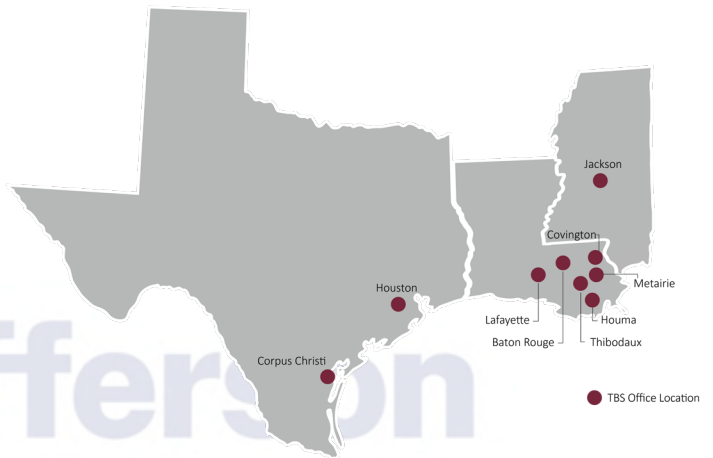 Jackson
Covington
Metairie
Houston
Lafayette
Houma
Baton Rouge
Thibodaux
Corpus Christi
fferson
TBS Office Location